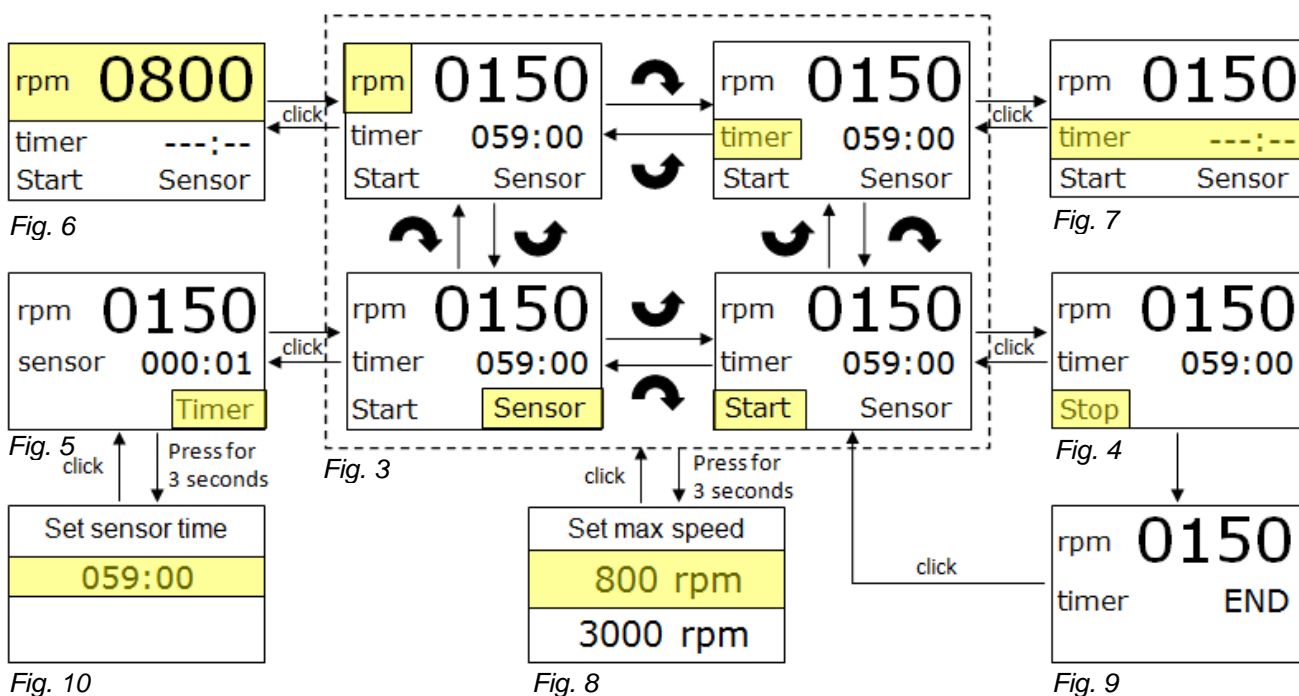 rpm 0800
timer ---:--
Start Sensor
Fig. 6
click
rpm 0150
timer 059:00
Start Sensor
rpm 0150
timer 059:00
Start Sensor
click
rpm 0150
timer ---:--
Start Sensor
Fig. 7
rpm 0150
sensor 000:01
Timer
Fig. 5
click
rpm 0150
timer 059:00
Start Sensor
rpm 0150
timer 059:00
Start Sensor
Fig. 3
click
rpm 0150
timer 059:00
Stop
Fig. 4
click
Press for
3 seconds
Set sensor time
059:00
Fig. 10
click
Press for
3 seconds
Set max speed
800 rpm
3000 rpm
Fig. 8
click
rpm 0150
timer END
Fig. 9